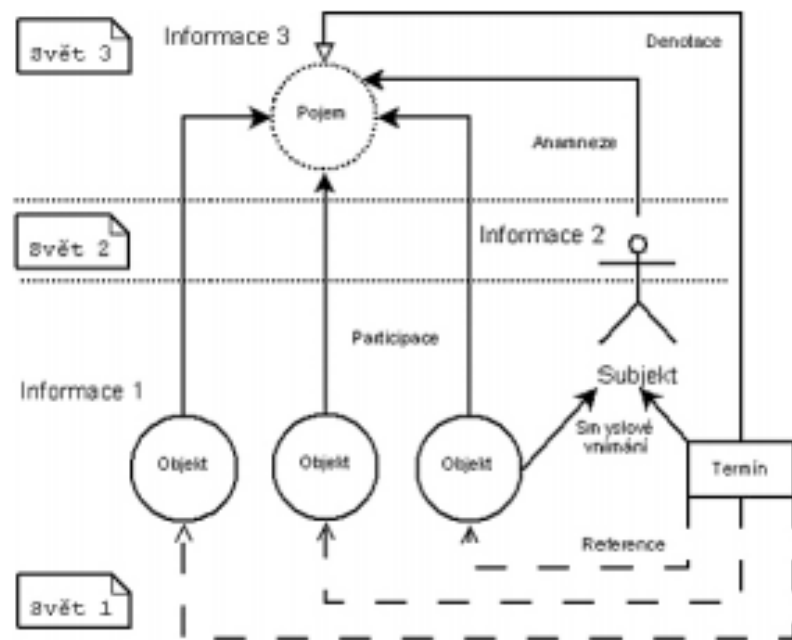 Svět 3
Informace 3
Denotace
Pojem
Anamneze
Svět 2
Informace 2
Participace
Informace 1
Subjekt
Smyslové
vnímání
Objekt
Objekt
Objekt
Termín
Reference
Svět 1